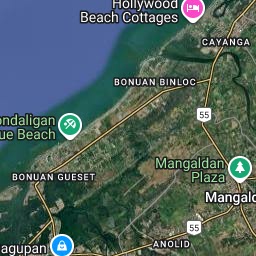 Hollywood
Beach Cottages
CAYANGA
BONUAN BINLOC
55
ondaligan
ue Beach
Mangaldan
Plaza
BONUAN GUESET
Mangald
55
agupan
ANOLID